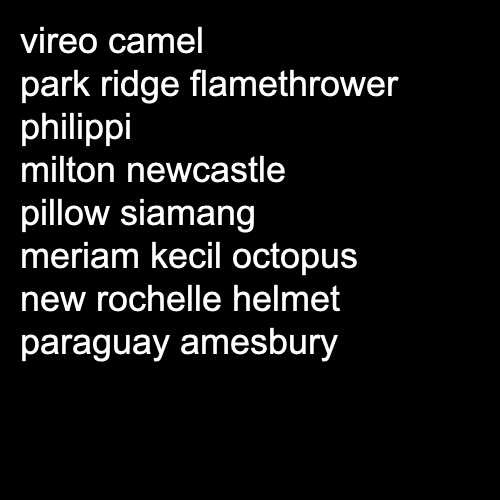 vireo camel
park ridge flamethrower
philippi
milton newcastle
pillow siamang
meriam kecil octopus
new rochelle helmet
paraguay amesbury